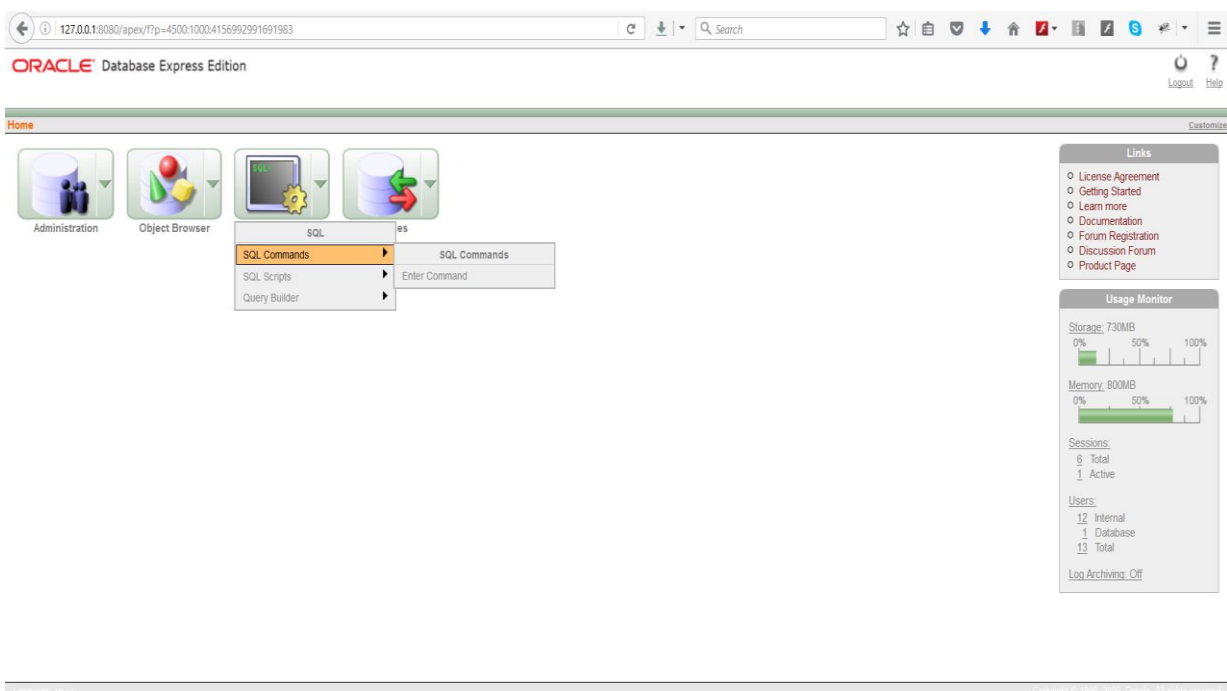 127.0.0.1:8080/apex/f?p=4500:1000:4156992991691983
Search
ORACLE Database Express Edition
Logout Help
Home
Customize
SQL>
Administration
Object Browser
es
SQL
SQL Commands
SQL Scripts
Query Builder
SQL Commands
Enter Command
Links
License Agreement
Getting Started
Learn more
Documentation
Forum Registration
Discussion Forum
Product Page
Usage Monitor
Storage: 730MB
0% 50% 100%
Memory: 800MB
0% 50% 100%
Sessions:
6 Total
1 Active
Users:
12 Internal
1 Database
13 Total
Log Archiving: Off